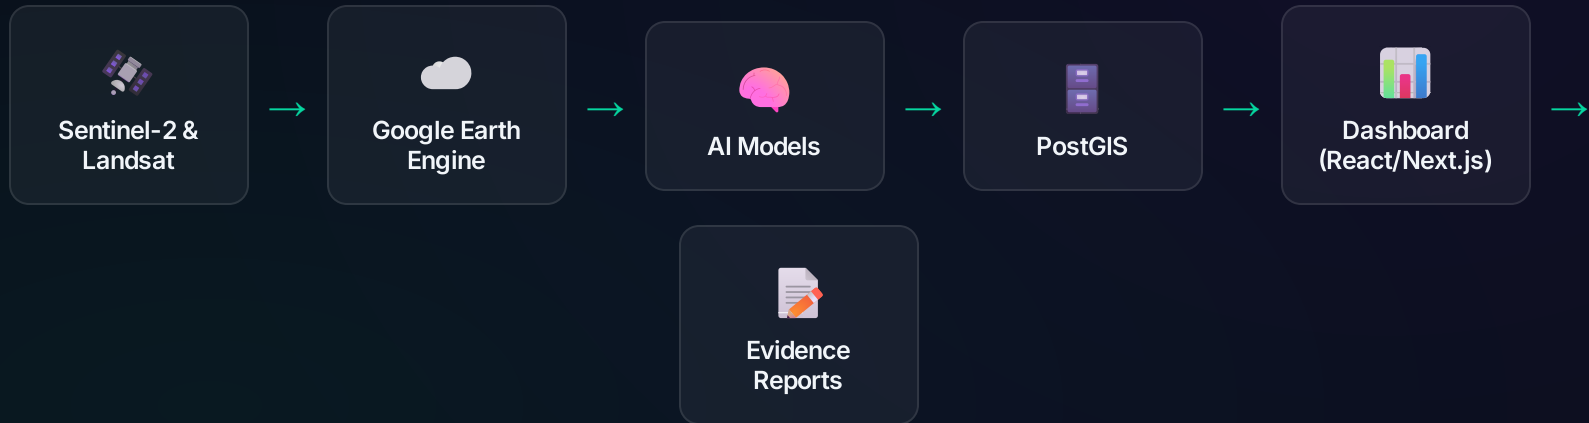 Sentinel-2 &
Landsat
Google Earth
Engine
AI Models
PostGIS
Dashboard
(React/Next.js)
Evidence
Reports